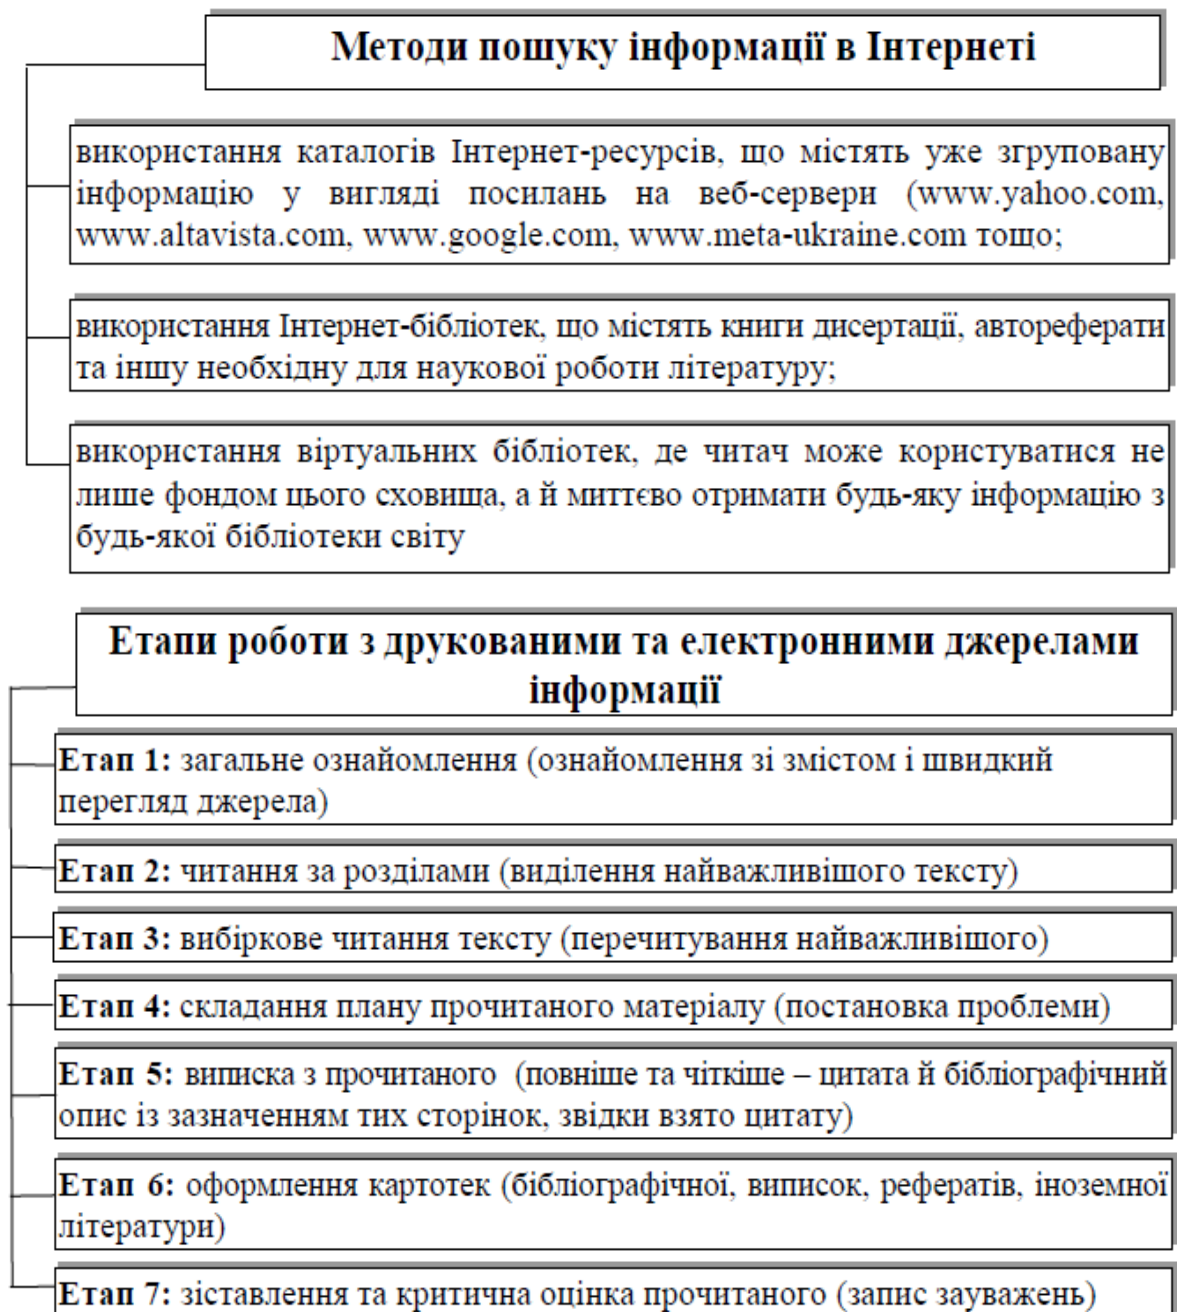 Методи пошуку інформації в Інтернеті
використання каталогів Інтернет-ресурсів, що містять уже згруповану
інформацію у вигляді посилань на веб-сервери (www.yahoo.com,
www.altavista.com, www.google.com, www.meta-ukraine.com тощо;
використання Інтернет-бібліотек, що містять книги дисертації, автореферати
та іншу необхідну для наукової роботи літературу;
використання віртуальних бібліотек, де читач може користуватися не
лише фондом цього сховища, а й миттєво отримати будь-яку інформацію з
будь-якої бібліотеки світу
Етапи роботи з друкованими та електронними джерелами
інформації
Етап 1: загальне ознайомлення (ознайомлення зі змістом і швидкий
перегляд джерела)
Етап 2: читання за розділами (виділення найважливішого тексту)
Етап 3: вибіркове читання тексту (перечитування найважливішого)
Етап 4: складання плану прочитаного матеріалу (постановка проблеми)
Етап 5: виписка з прочитаного (повніше та чіткіше – цитата й бібліографічний
опис із зазначенням тих сторінок, звідки взято цитату)
Етап 6: оформлення картотек (бібліографічної, виписок, рефератів, іноземної
літератури)
Етап 7: зіставлення та критична оцінка прочитаного (запис зауважень)